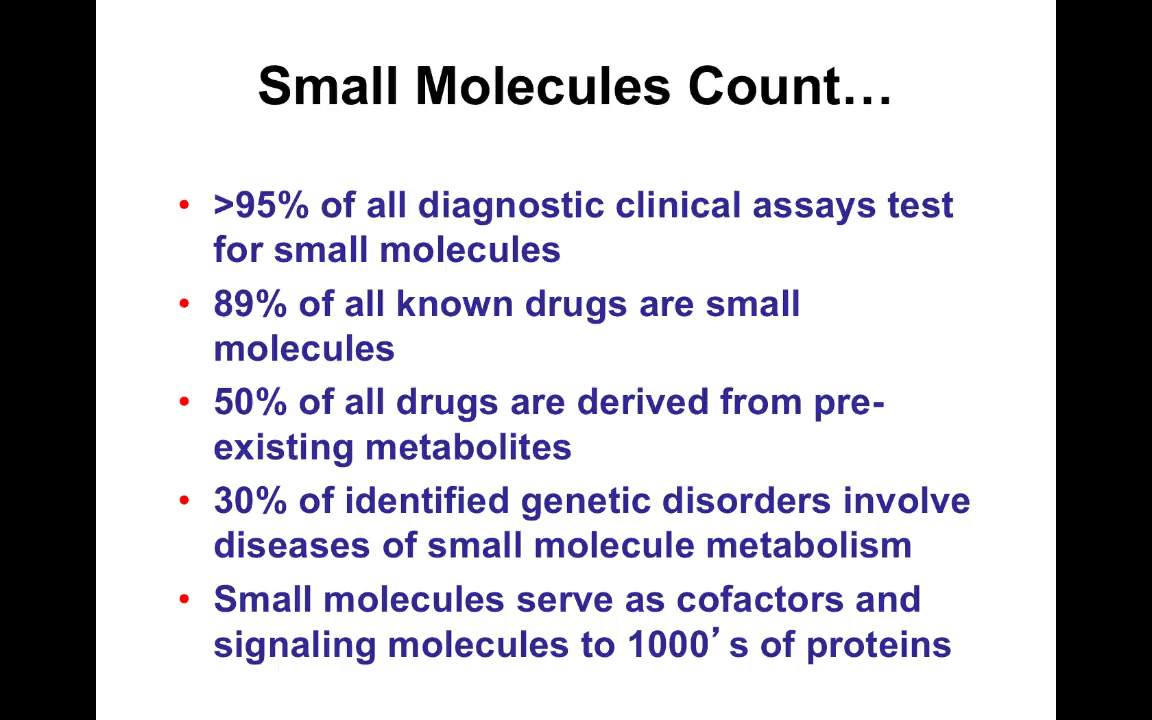 Small Molecules Count…
• >95% of all diagnostic clinical assays test
for small molecules
• 89% of all known drugs are small
molecules
• 50% of all drugs are derived from pre-
existing metabolites
• 30% of identified genetic disorders involve
diseases of small molecule metabolism
• Small molecules serve as cofactors and
signaling molecules to 1000’s of proteins